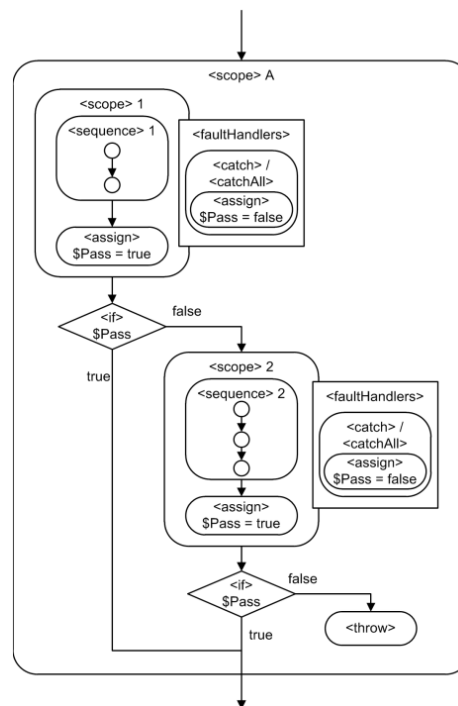 <scope> A
<scope> 1
<sequence> 1
<assign>
$Pass = true
<faultHandlers>
<catch> /
<catchAll>
<assign>
$Pass = false
<if>
$Pass
false
true
<scope> 2
<sequence> 2
<assign>
$Pass = true
<faultHandlers>
<catch> /
<catchAll>
<assign>
$Pass = false
<if>
$Pass
false
true
<throw>